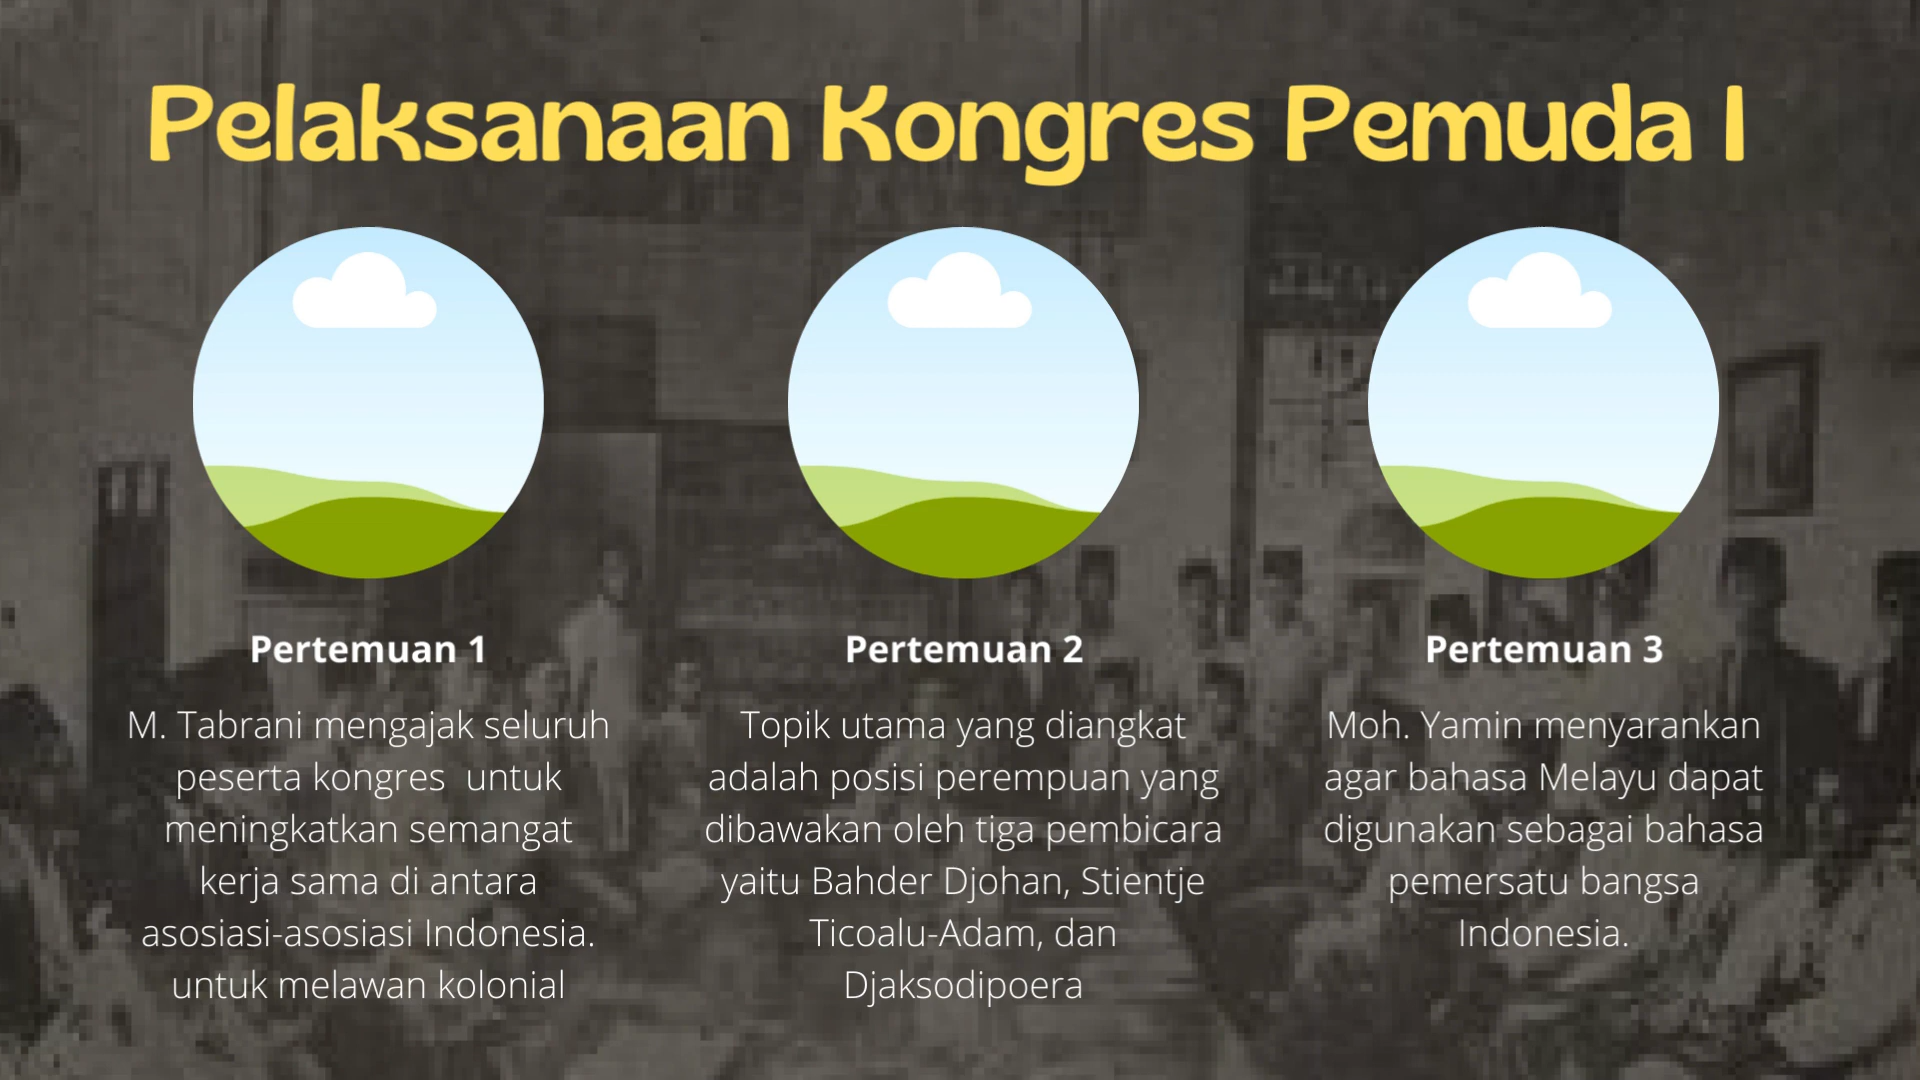 Pelaksanaan Kongres Pemuda I
Pertemuan 1
M. Tabrani mengajak seluruh
peserta kongres  untuk
meningkatkan semangat
kerja sama di antara
asosiasi-asosiasi Indonesia.
untuk melawan kolonial
Pertemuan 2
Topik utama yang diangkat
adalah posisi perempuan yang
dibawakan oleh tiga pembicara
yaitu Bahder Djohan, Stientje
Ticoalu-Adam, dan
Djaksodipoera
Pertemuan 3
Moh. Yamin menyarankan
agar bahasa Melayu dapat
digunakan sebagai bahasa
pemersatu bangsa
Indonesia.